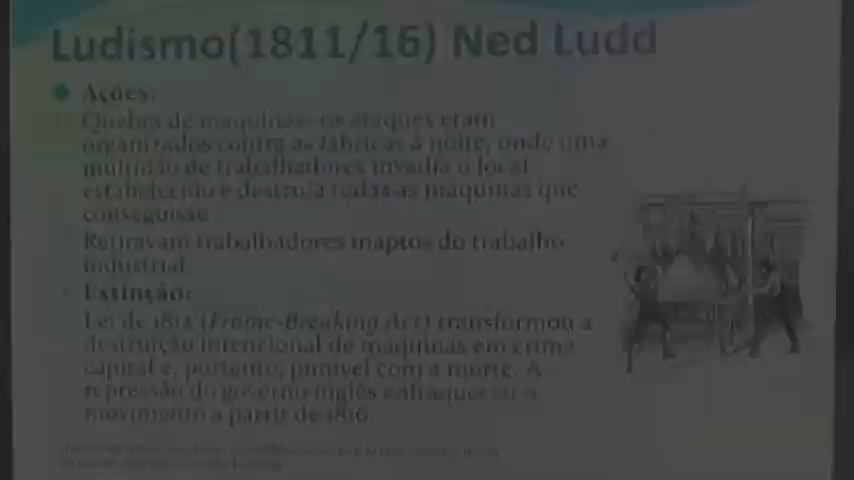 Ludismo(1811/16) Ned Ludd
Ações:
Quebra de maquinas: os ataques eram
organizados contra as fábricas à noite, onde uma
multidão de trabalhadores invadia o local
estabelecido e destruía todas as máquinas que
conseguisse
Retiravam trabalhadores inaptos do trabalho
industrial.
Extinção:
Lei de 1812 (Frame-Breaking Act) transformou a
destruição intencional de maquinas em crime
capital e, portanto, punível com a morte. A
repressão do governo inglês enfraqueceu o
movimento a partir de 1816